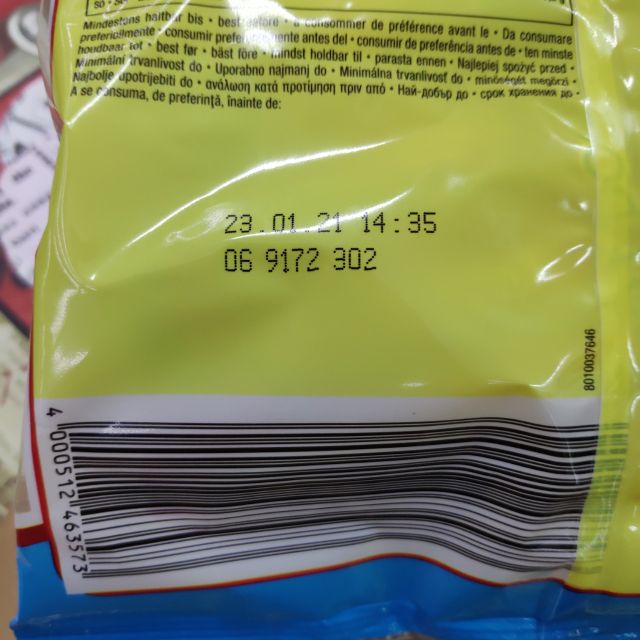 Mindestens haltbar bis • best before • à consommer de préférence avant le • Da consumare
preferibilmente • consumir preferentemente antes del • consumir de preferência antes de • ten minste
houdbaar tot • best før • bäst före • mindst holdbar til • parasta ennen • Najlepiej spożyć przed •
Minimální trvanlivost do • Uporabno najmanj do • Minimálna trvanlivosť do • minőségét megőrzi •
Najbolje upotrijebiti do • ανάλωση κατά προτίμηση πριν από • Най-добър до • срок хранения до •
A se consuma, de preferinţă, înainte de:
23.01.21 14:35
06 9172 302
8010037646
4 000512 463573